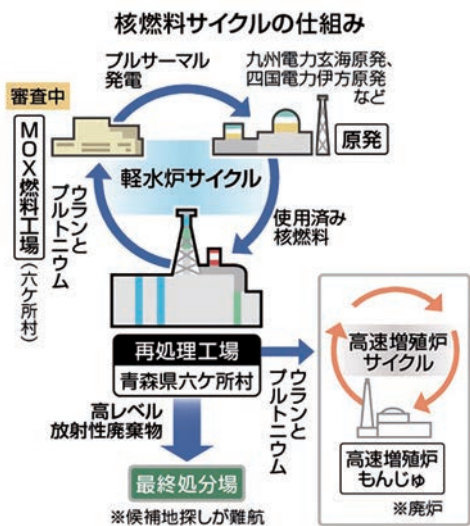 核燃料サイクルの仕組み
プルサーマル
発電
九州電力玄海原発、
四国電力伊方原発
など
審査中
MOX燃料工場
(六ケ所村)
原発
軽水炉サイクル
ウランと
プルトニウム
使用済み
核燃料
再処理工場
青森県六ケ所村
ウランと
プルトニウム
高速増殖炉
サイクル
高速増殖炉
もんじゅ
※廃炉
高レベル
放射性廃棄物
最終処分場
※候補地探しが難航